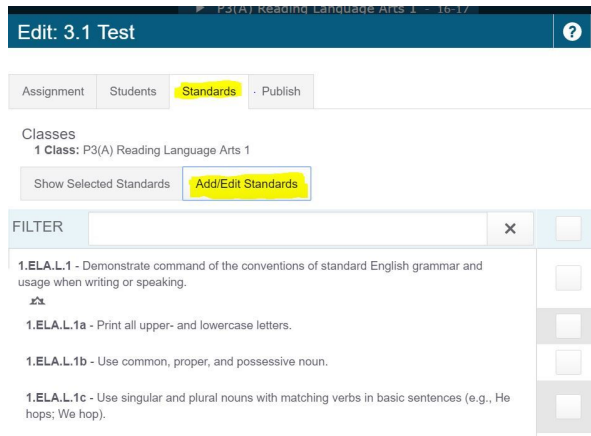 P3(A) Reading Language Arts 1 - 16-17
Edit: 3.1 Test
?
Assignment Students Standards Publish
Classes
1 Class: P3(A) Reading Language Arts 1
Show Selected Standards Add/Edit Standards
FILTER ×
1.ELA.L.1 - Demonstrate command of the conventions of standard English grammar and
usage when writing or speaking.
1.ELA.L.1a - Print all upper- and lowercase letters.
1.ELA.L.1b - Use common, proper, and possessive noun.
1.ELA.L.1c - Use singular and plural nouns with matching verbs in basic sentences (e.g., He
hops; We hop).